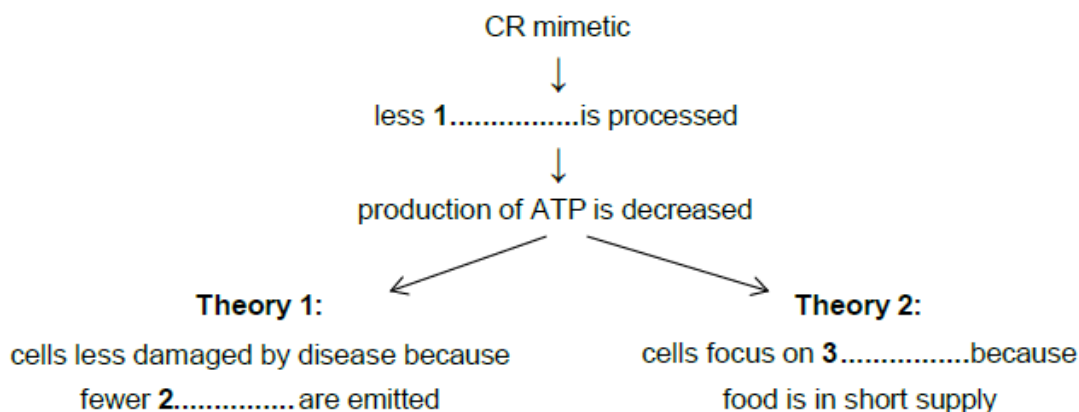 CR mimetic
↓
less 1................is processed
↓
production of ATP is decreased
Theory 1:
cells less damaged by disease because
fewer 2............... are emitted
Theory 2:
cells focus on 3................because
food is in short supply